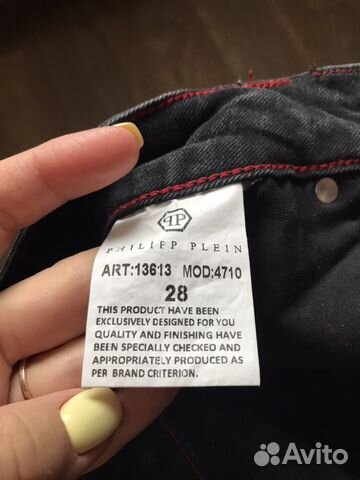 PP
PHILIPP PLEIN
ART:13613 MOD:4710
28
THIS PRODUCT HAVE BEEN
EXCLUSIVELY DESIGNED FOR YOU
QUALITY AND FINISHING HAVE
BEEN SPECIALLY CHECKED AND
APPROPRIATELY PRODUCED AS
PER BRAND CRITERION.
Avito